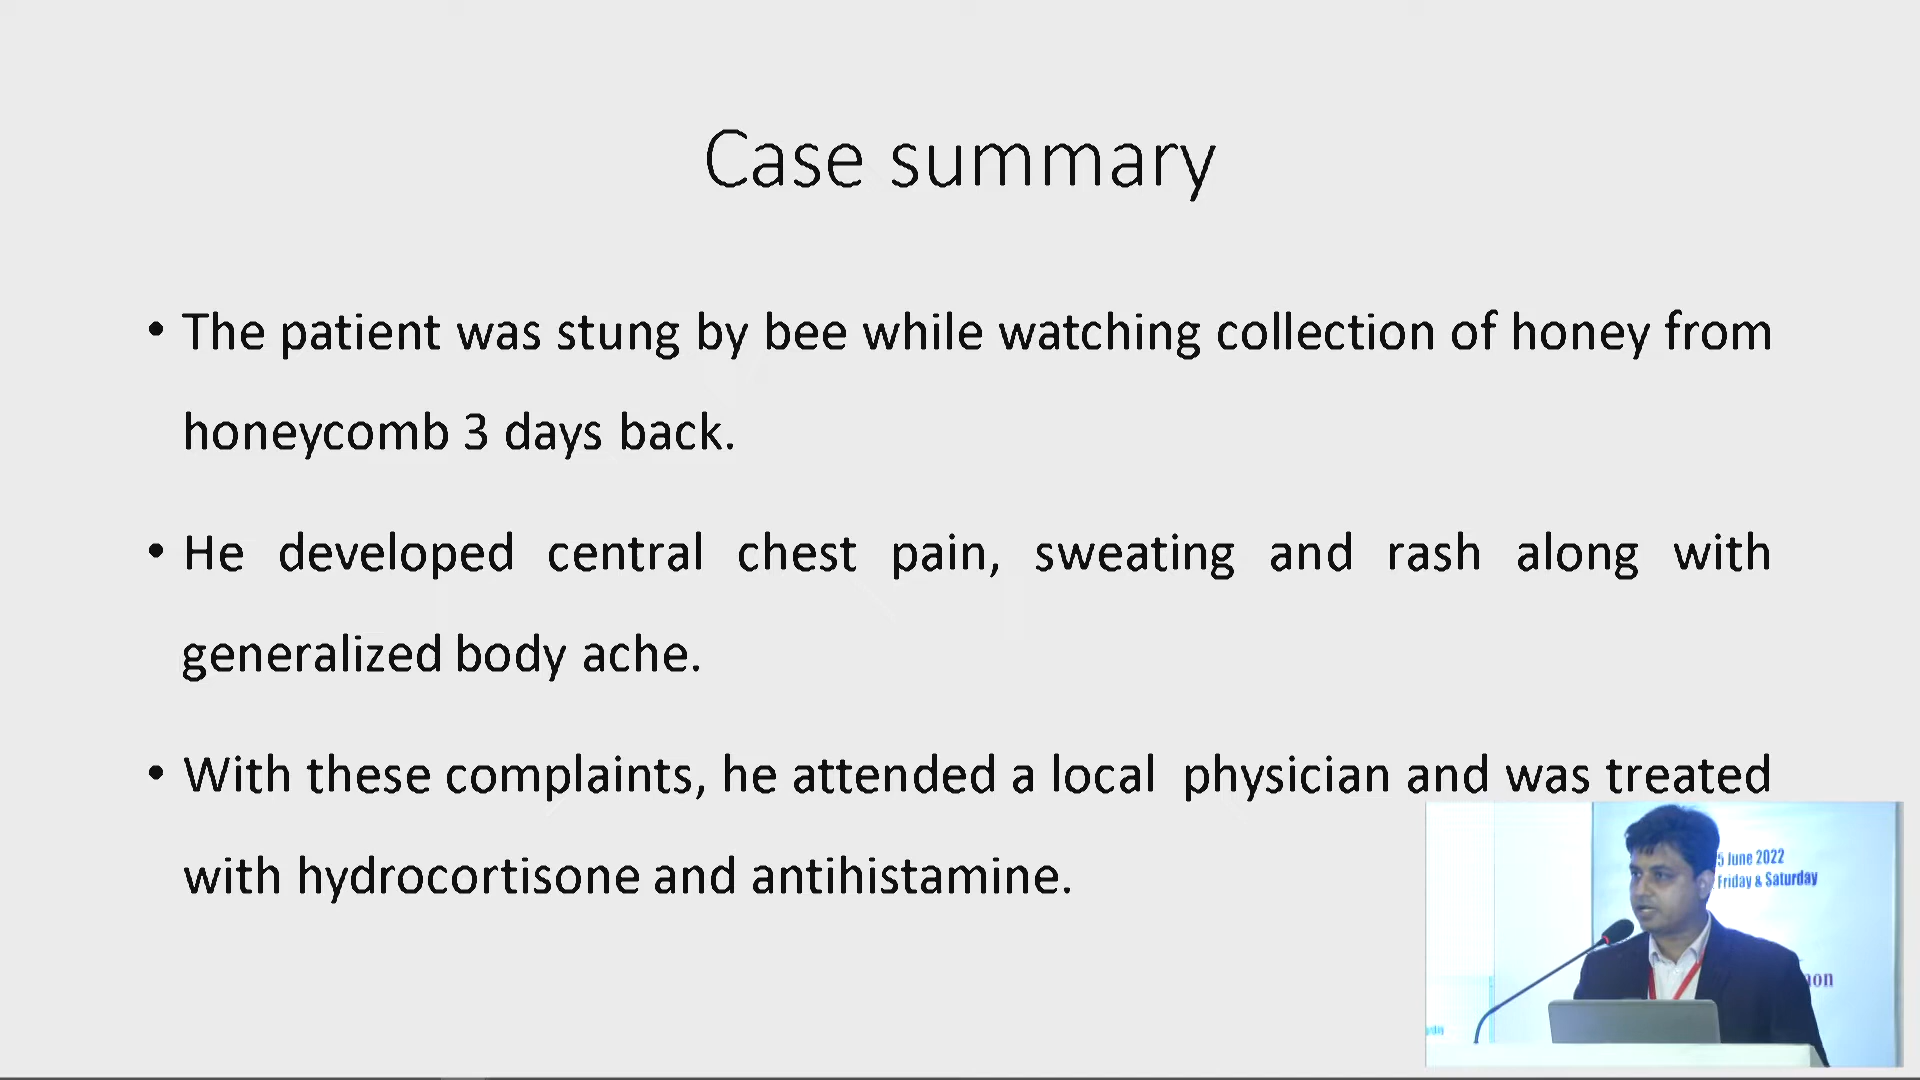 Case summary
• The patient was stung by bee while watching collection of honey from
honeycomb 3 days back.
• He developed central chest pain, sweating and rash along with
generalized body ache.
• With these complaints, he attended a local physician and was treated
with hydrocortisone and antihistamine.
5 June 2022
Friday & Saturday